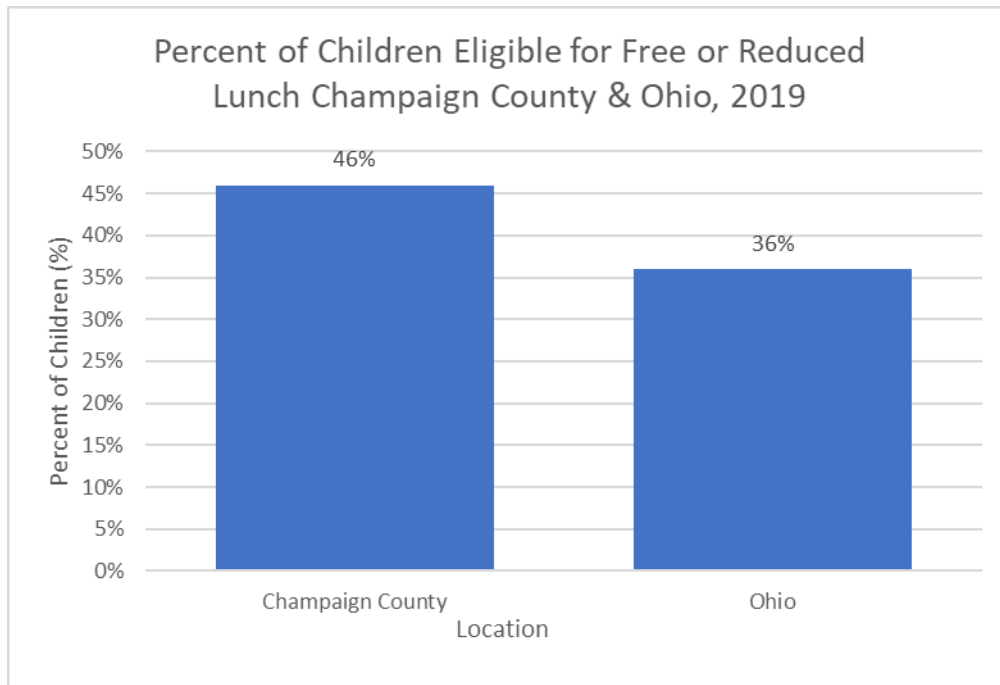 Percent of Children Eligible for Free or Reduced
Lunch Champaign County & Ohio, 2019
50%
45%
40%
35%
30%
25%
20%
15%
10%
5%
0%
Percent of Children (%)
46%
36%
Champaign County
Ohio
Location